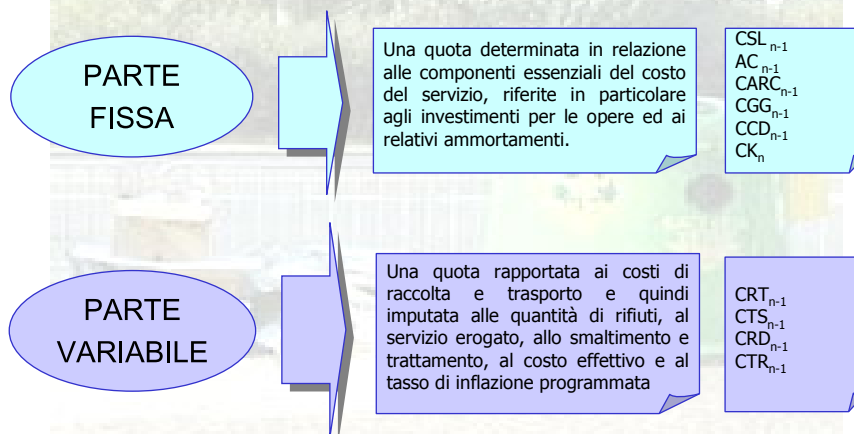 PARTE
FISSA
Una quota determinata in relazione
alle componenti essenziali del costo
del servizio, riferite in particolare
agli investimenti per le opere ed ai
relativi ammortamenti.
CSL n-1
AC n-1
CARCn-1
CGGn-1
CCDn-1
CKn
PARTE
VARIABILE
Una quota rapportata ai costi di
raccolta e trasporto e quindi
imputata alle quantità di rifiuti, al
servizio erogato, allo smaltimento e
trattamento, al costo effettivo e al
tasso di inflazione programmata
CRTn-1
CTSn-1
CRDn-1
CTRn-1